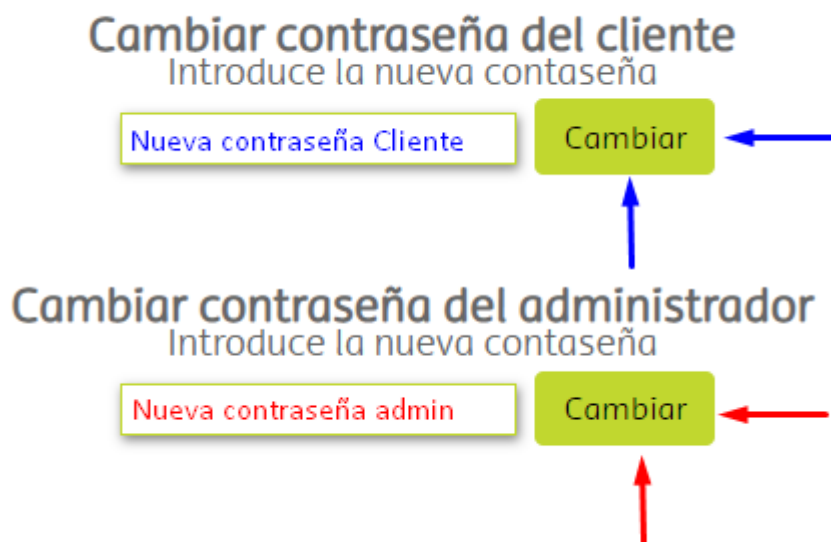 Cambiar contraseña del cliente
Introduce la nueva contaseña
Nueva contraseña Cliente Cambiar
Cambiar contraseña del administrador
Introduce la nueva contaseña
Nueva contraseña admin Cambiar